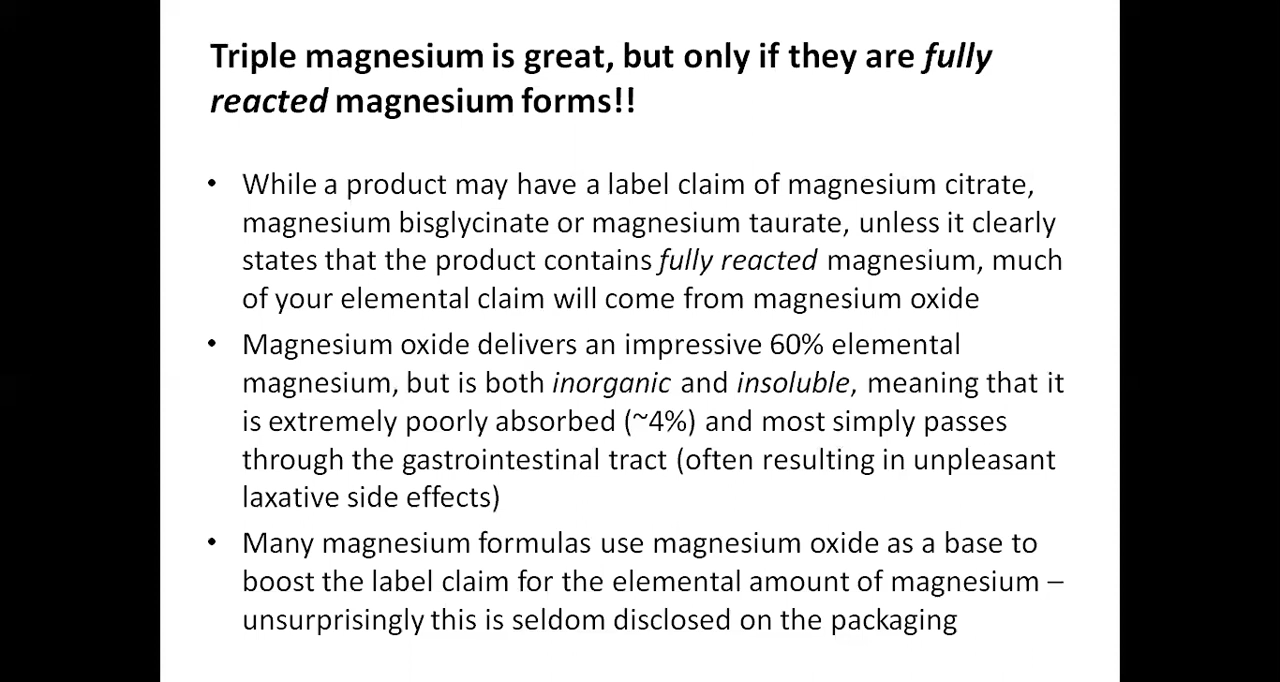 Triple magnesium is great, but only if they are fully
reacted magnesium forms!!
• While a product may have a label claim of magnesium citrate,
magnesium bisglycinate or magnesium taurate, unless it clearly
states that the product contains fully reacted magnesium, much
of your elemental claim will come from magnesium oxide
• Magnesium oxide delivers an impressive 60% elemental
magnesium, but is both inorganic and insoluble, meaning that it
is extremely poorly absorbed (~4%) and most simply passes
through the gastrointestinal tract (often resulting in unpleasant
laxative side effects)
• Many magnesium formulas use magnesium oxide as a base to
boost the label claim for the elemental amount of magnesium –
unsurprisingly this is seldom disclosed on the packaging